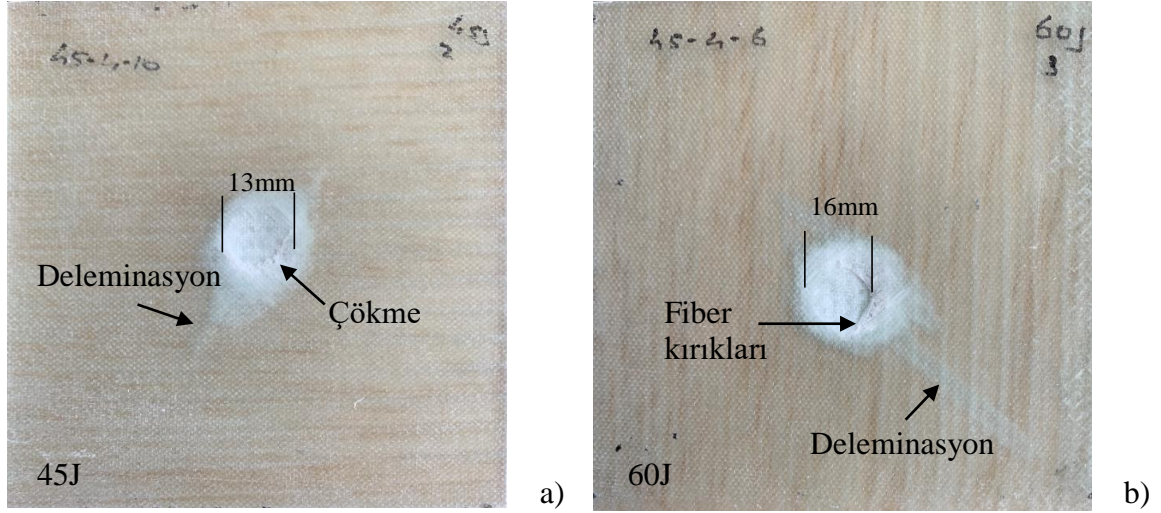 45-4-10
45J
2
13mm
Deleminasyon
Çökme
45J
a)
45-4-6
60J
3
16mm
Fiber
kırıkları
Deleminasyon
60J
b)